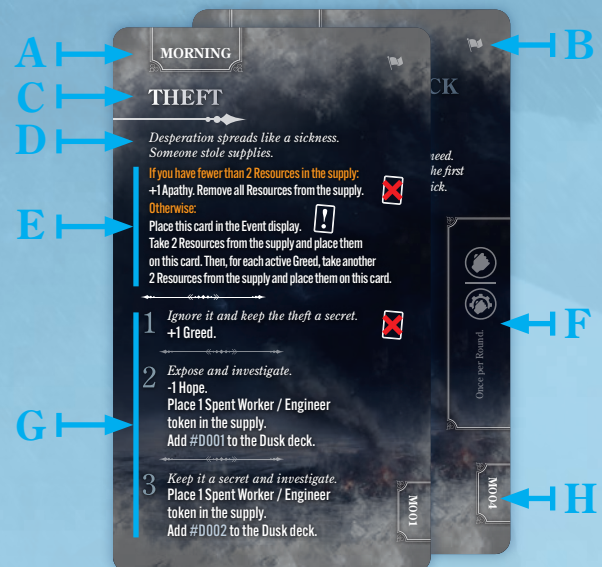 A
MORNING
B
C
THEFT
CK
D
Desperation spreads like a sickness.
Someone stole supplies.
need.
the first
ick.
E
If you have fewer than 2 Resources in the supply:
+1 Apathy. Remove all Resources from the supply.
Otherwise:
Place this card in the Event display.
Take 2 Resources from the supply and place them
on this card. Then, for each active Greed, take another
2 Resources from the supply and place them on this card.
F
Once per Round.
G
1 Ignore it and keep the theft a secret.
+1 Greed.
2 Expose and investigate.
-1 Hope.
Place 1 Spent Worker / Engineer
token in the supply.
Add #D001 to the Dusk deck.
3 Keep it a secret and investigate.
Place 1 Spent Worker / Engineer
token in the supply.
Add #D002 to the Dusk deck.
M001
M004
H